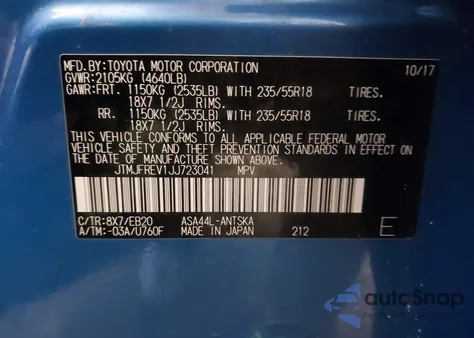 MFD.BY: TOYOTA MOTOR CORPORATION 10/17
GVWR: 2105KG (4640LB)
GAWR: FRT. 1150KG (2535LB) WITH 235/55R18 TIRES.
18X7 1/2J RIMS.
RR. 1150KG (2535LB) WITH 235/55R18 TIRES.
18X7 1/2J RIMS.
THIS VEHICLE CONFORMS TO ALL APPLICABLE FEDERAL MOTOR
VEHICLE SAFETY AND THEFT PREVENTION STANDARDS IN EFFECT
ON THE DATE OF MANUFACTURE SHOWN ABOVE.
JTMJFREV1JJ723041 MPV
C/TR: 8X7/EB20 ASA44L-ANTSKA
A/TM: -03A/U760F MADE IN JAPAN 212 E
autoSnap